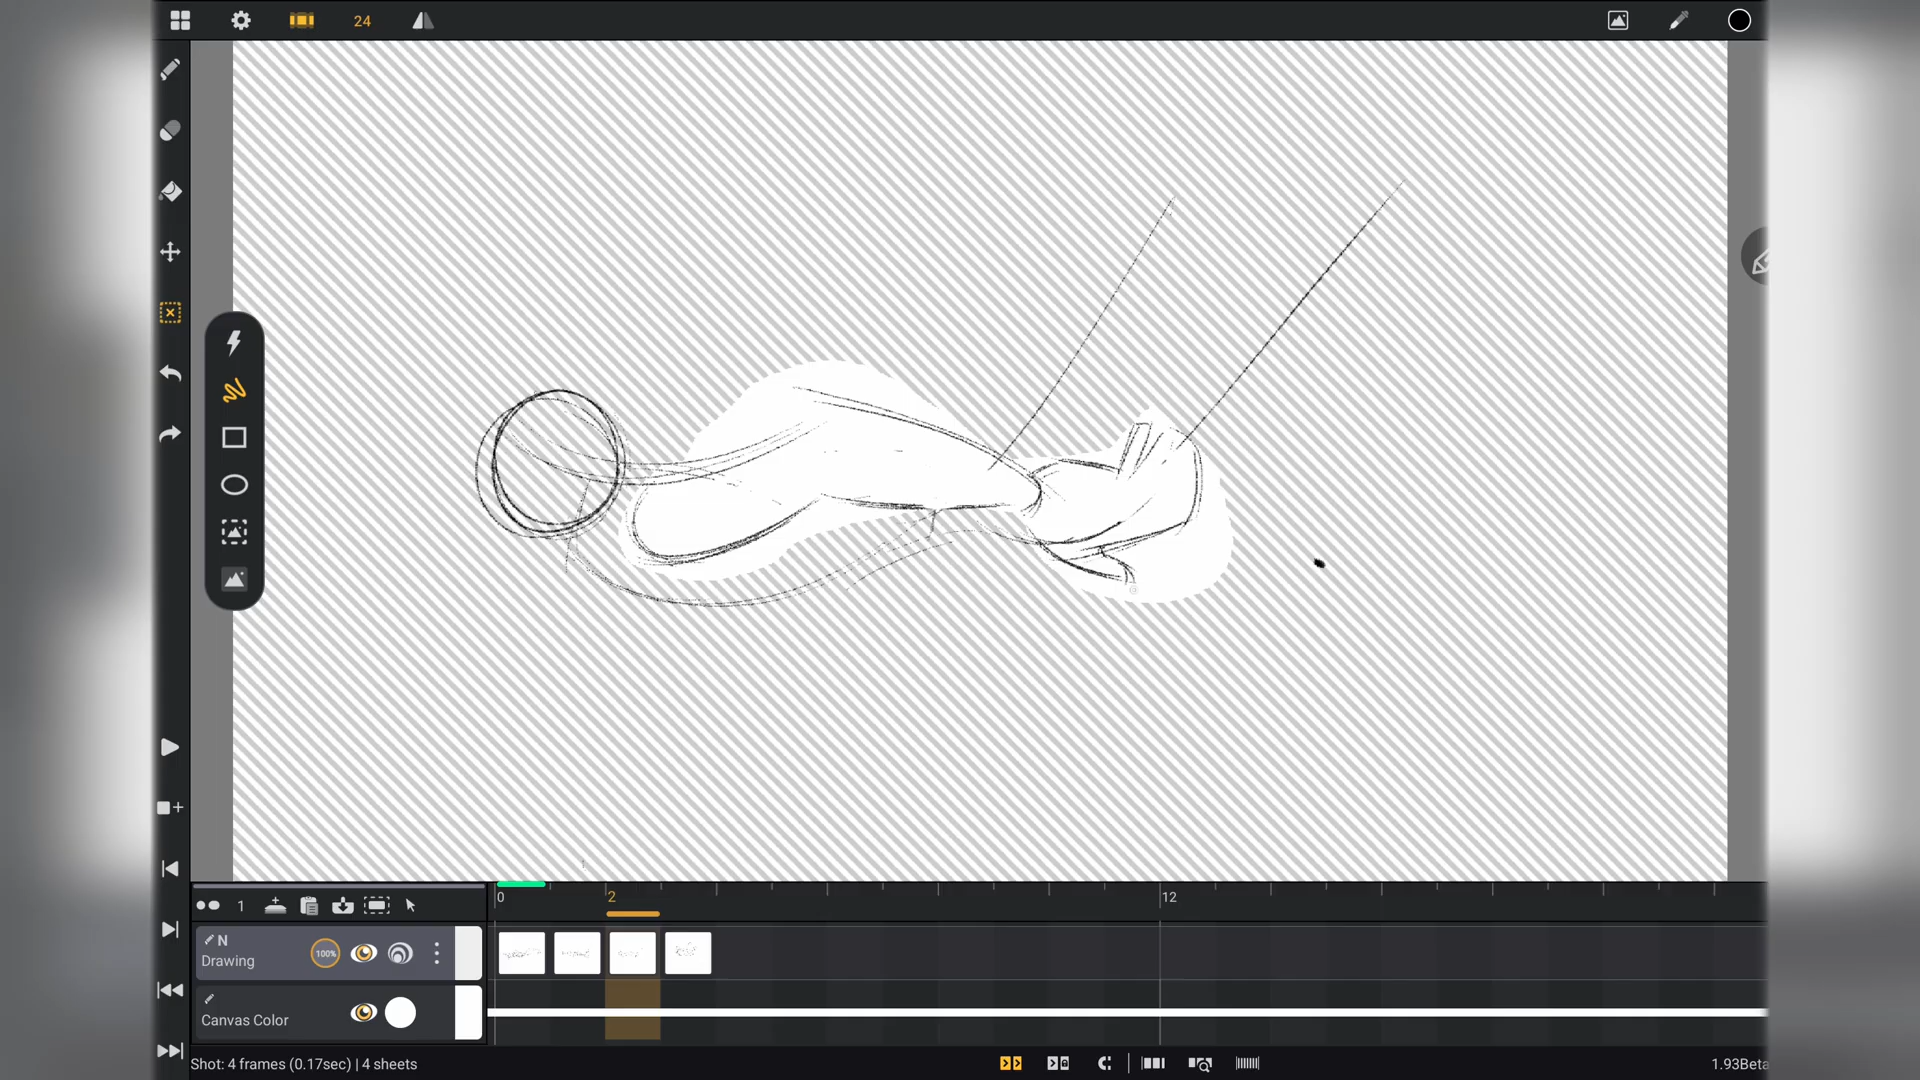 24
0
2
12
1
N
Drawing
100%
Canvas Color
Shot: 4 frames (0.17sec) | 4 sheets
1.93Beta